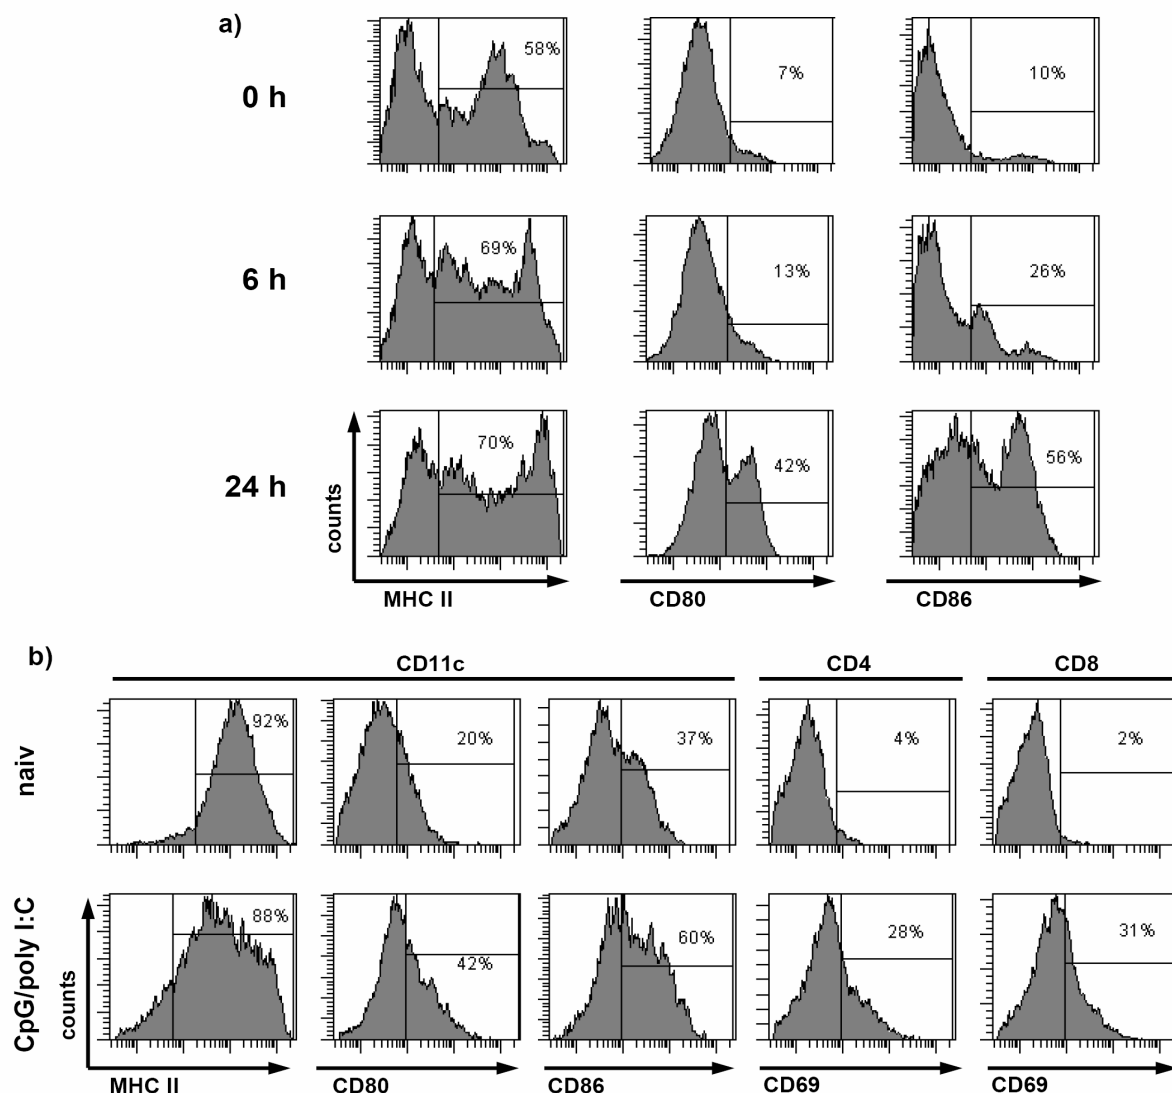 a)
0 h
58%
7%
10%
6 h
69%
13%
26%
24 h
70%
42%
56%
counts
MHC II
CD80
CD86
b)
CD11c
CD4
CD8
naiv
92%
20%
37%
4%
2%
CpG/poly I:C
counts
88%
42%
60%
28%
31%
MHC II
CD80
CD86
CD69
CD69